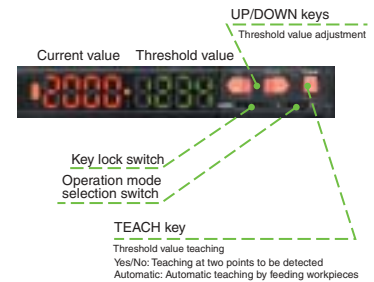 UP/DOWN keys
Threshold value adjustment
Current value Threshold value
2000
Key lock switch
Operation mode
selection switch
TEACH key
Threshold value teaching
Yes/No: Teaching at two points to be detected
Automatic: Automatic teaching by feeding workpieces